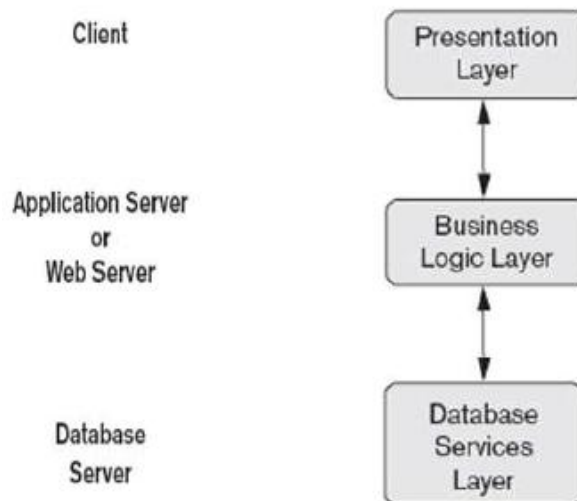 Client
Presentation
Layer
Application Server
or
Web Server
Business
Logic Layer
Database
Server
Database
Services
Layer